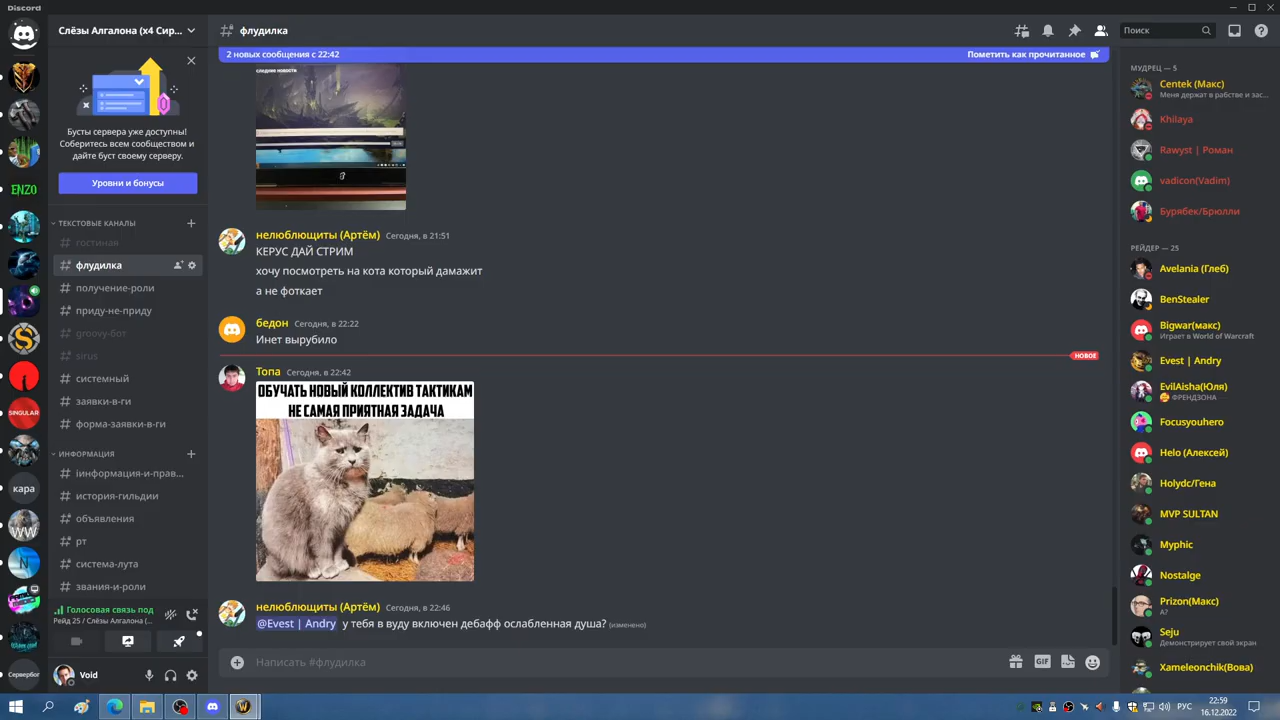 Discord
Слёзы Алгалона (x4 Сир...
флудилка
Поиск
2 новых сообщения с 22:42
Пометить как прочитанное
Бусты сервера уже доступны!
Соберитесь всем сообществом и
дайте буст своему серверу.
Уровни и бонусы
ENZO
SINGULAR
кара
WW
N
Сервербог
ТЕКСТОВЫЕ КАНАЛЫ
гостиная
флудилка
получение-роли
приду-не-приду
groovy-бот
sirus
системный
заявки-в-ги
форма-заявки-в-ги
ИНФОРМАЦИЯ
іинформация-и-прав...
история-гильдии
объявления
рт
система-лута
звания-и-роли
Голосовая связь под
Рейд 25 / Слёзы Алгалона (...
Void
следние новости
нелюблющиты (Артём) Сегодня, в 21:51
КЕРУС ДАЙ СТРИМ
хочу посмотреть на кота который дамажит
а не фоткает
бедон Сегодня, в 22:22
Инет вырубило
НОВОЕ
Топа Сегодня, в 22:42
ОБУЧАТЬ НОВЫЙ КОЛЛЕКТИВ ТАКТИКАМ
НЕ САМАЯ ПРИЯТНАЯ ЗАДАЧА
нелюблющиты (Артём) Сегодня, в 22:46
@Evest | Andry у тебя в вуду включен дебафф ослабленная душа? (изменено)
Написать #флудилка
GIF
МУДРЕЦ — 5
Centek (Макс)
Меня держат в рабстве и зас...
Khilaya
Rawyst | Роман
vadicon(Vadim)
Бурябек/Брюлли
РЕЙДЕР — 25
Avelania (Глеб)
BenStealer
Bigwar(макс)
Играет в World of Warcraft
Evest | Andry
EvilAisha(Юля)
ФРЕНДЗОНА
Focusyouhero
Helo (Алексей)
Holydc/Гена
MVP SULTAN
Myphic
Nostalge
Prizon(Макс)
А?
Seju
Демонстрирует свой экран
Xameleonchik(Вова)
РУС
22:59
16.12.2022